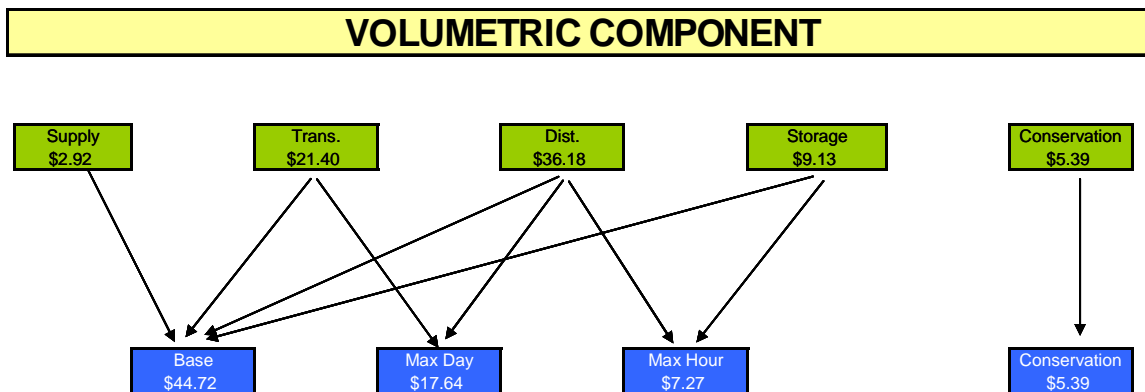 VOLUMETRIC COMPONENT
Supply
$2.92
Trans.
$21.40
Dist.
$36.18
Storage
$9.13
Conservation
$5.39
Base
$44.72
Max Day
$17.64
Max Hour
$7.27
Conservation
$5.39